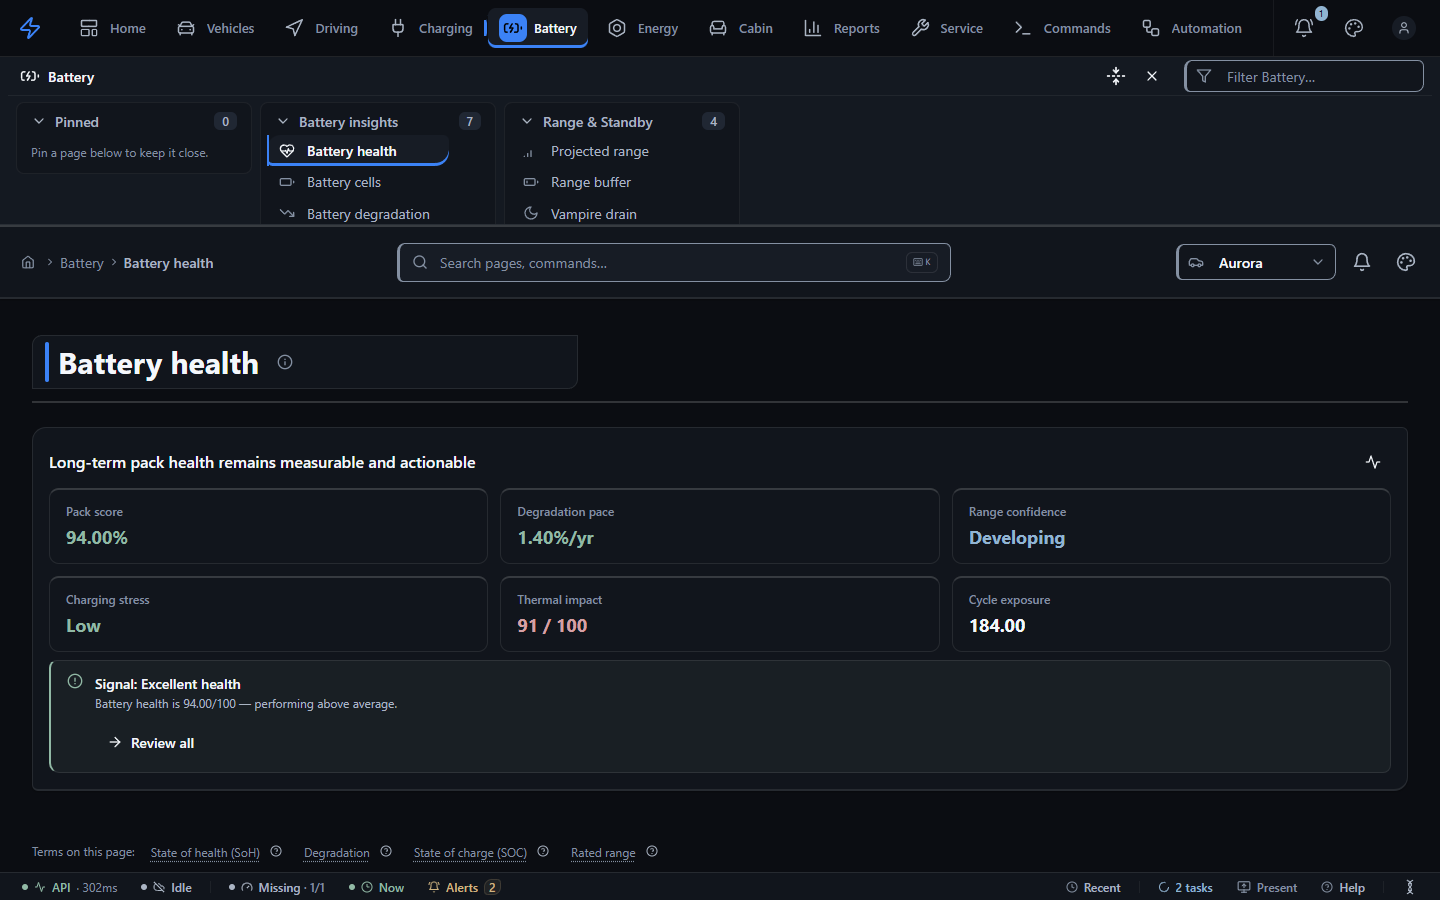 Home
Vehicles
Driving
Charging
Battery
Energy
Cabin
Reports
Service
Commands
Automation
1
Battery
Filter Battery...
Pinned
0
Pin a page below to keep it close.
Battery insights
7
Battery health
Battery cells
Battery degradation
Range & Standby
4
Projected range
Range buffer
Vampire drain
Battery
Battery health
Search pages, commands...
K
Aurora
Battery health
Long-term pack health remains measurable and actionable
Pack score
94.00%
Degradation pace
1.40%/yr
Range confidence
Developing
Charging stress
Low
Thermal impact
91 / 100
Cycle exposure
184.00
Signal: Excellent health
Battery health is 94.00/100 — performing above average.
Review all
Terms on this page:
State of health (SoH)
Degradation
State of charge (SOC)
Rated range
API · 302ms
Idle
Missing · 1/1
Now
Alerts 2
Recent
2 tasks
Present
Help